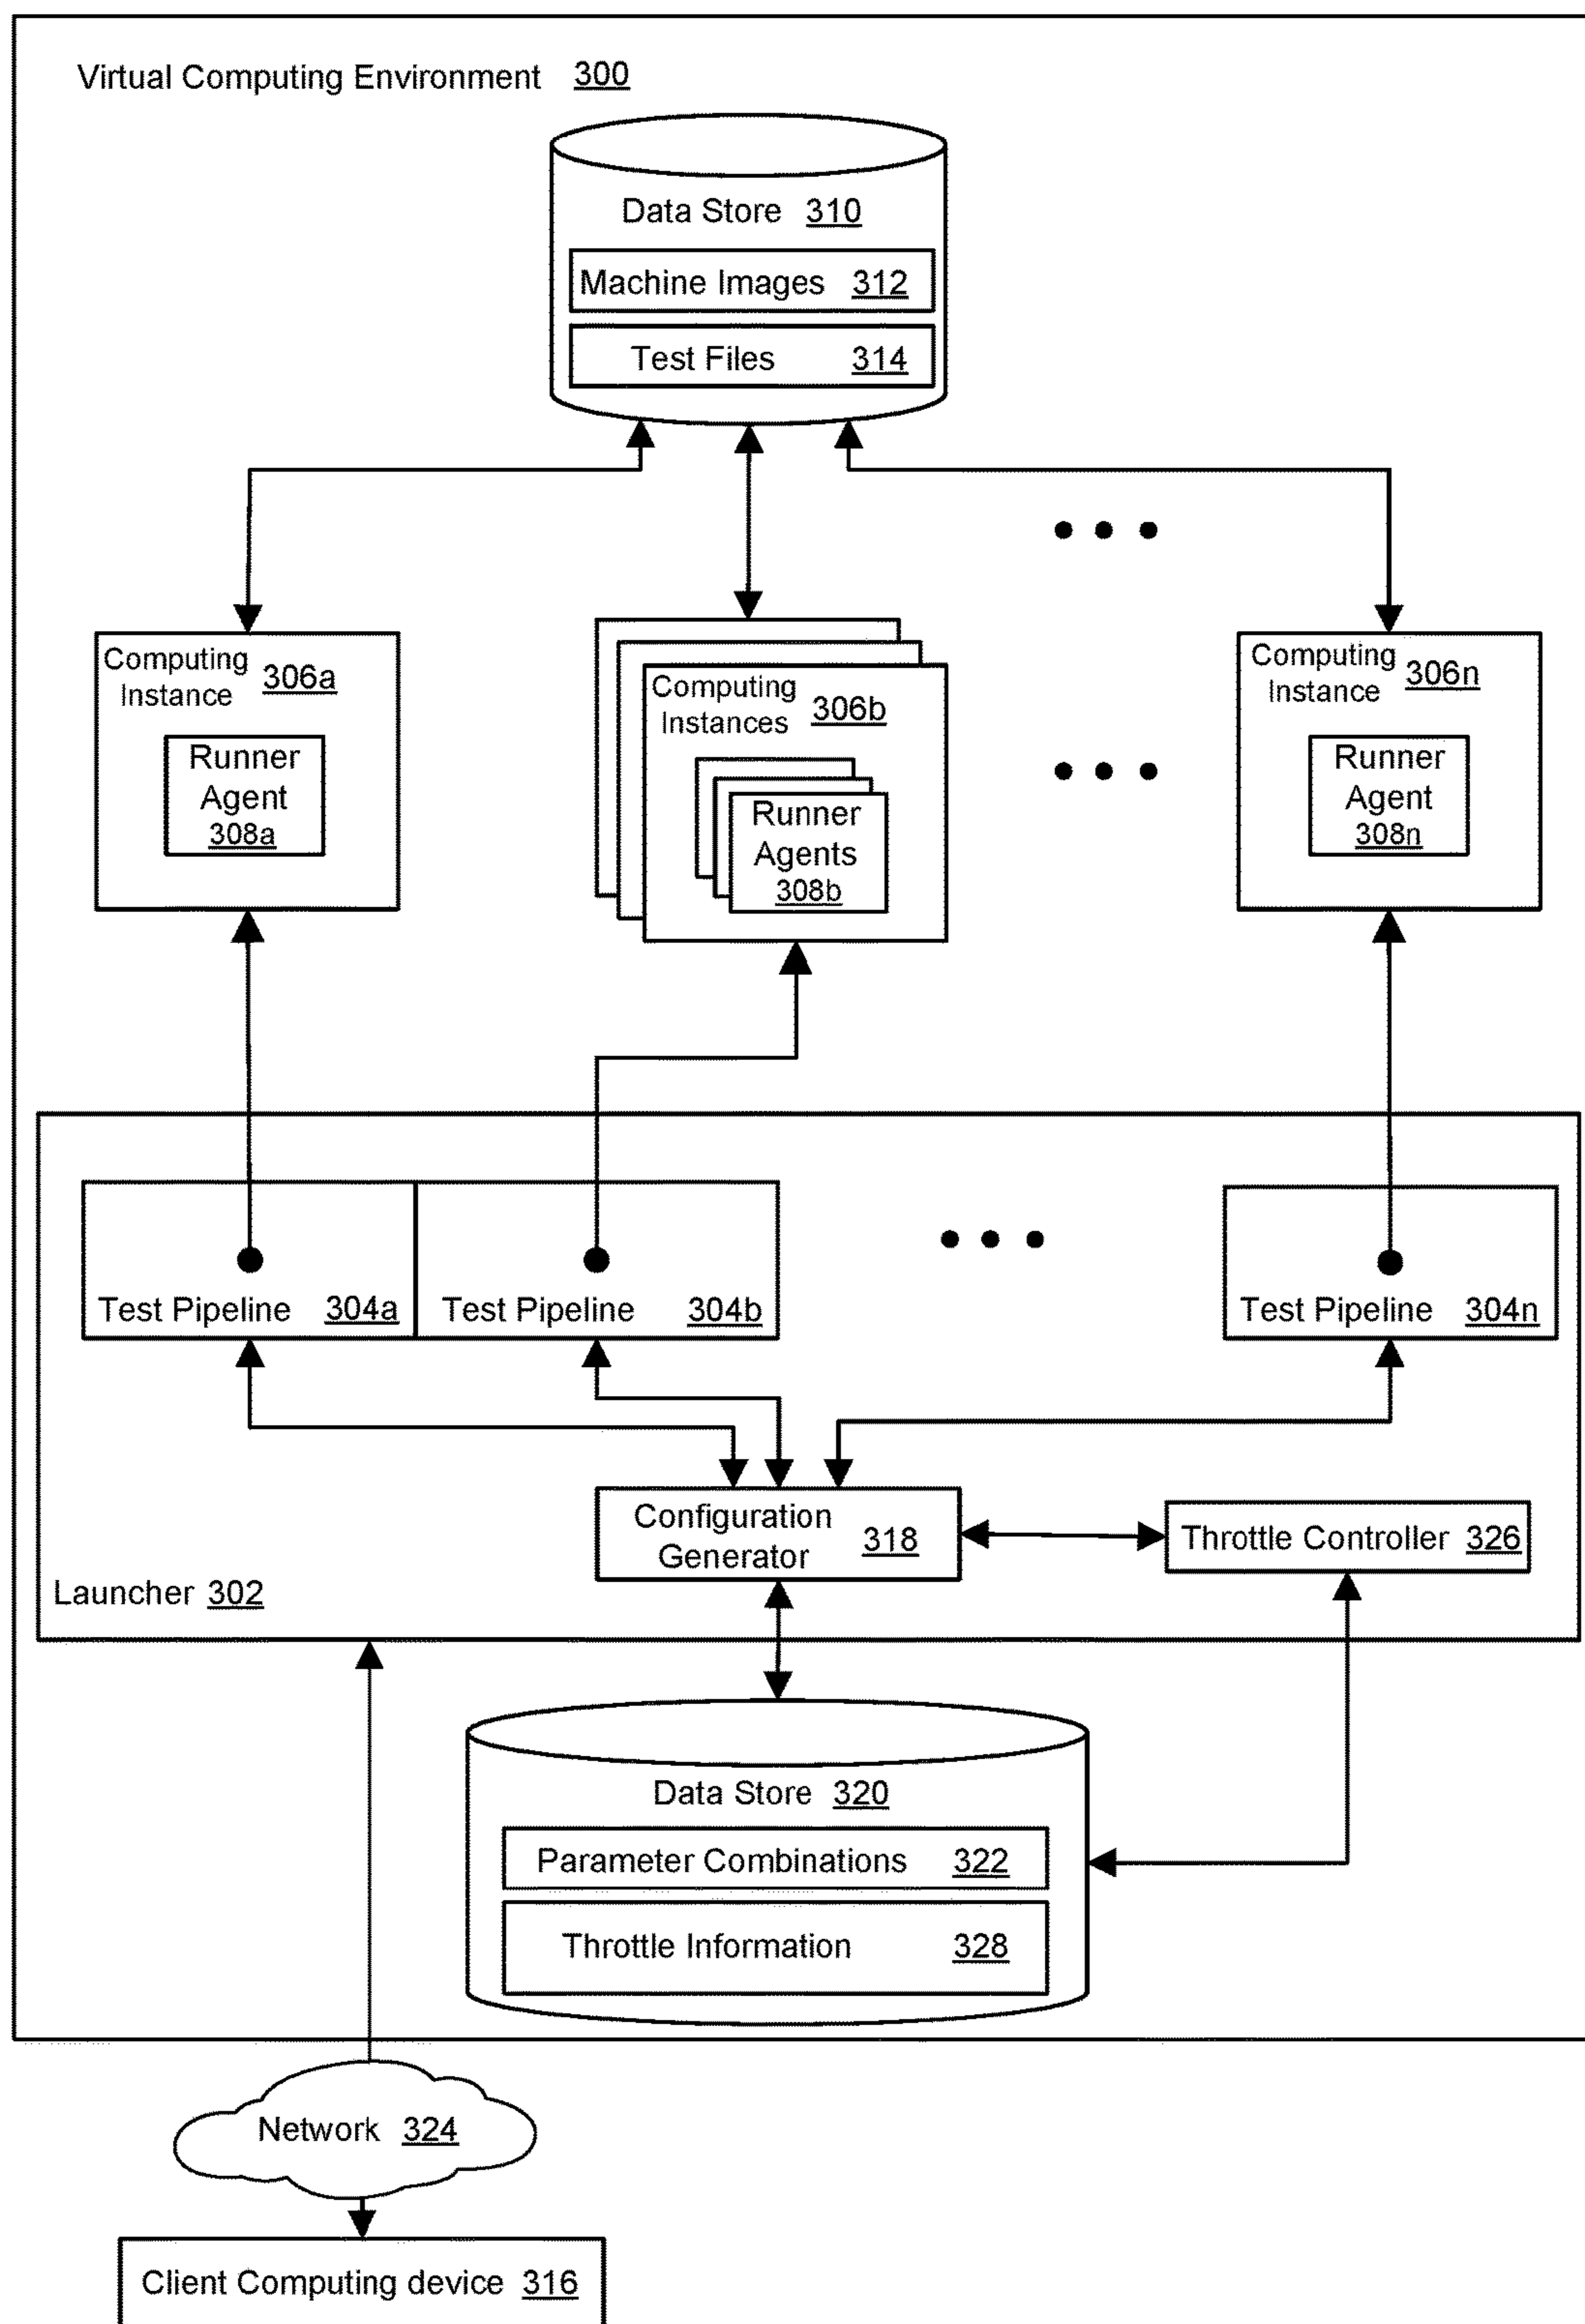 Virtual Computing Environment 300
Data Store 310
Machine Images 312
Test Files 314
Computing
Instance 306a
Runner
Agent
308a
Computing
Instances 306b
Runner
Agents
308b
Computing
Instance 306n
Runner
Agent
308n
Test Pipeline 304a
Test Pipeline 304b
Test Pipeline 304n
Configuration
Generator 318
Throttle Controller 326
Launcher 302
Data Store 320
Parameter Combinations 322
Throttle Information 328
Network 324
Client Computing device 316